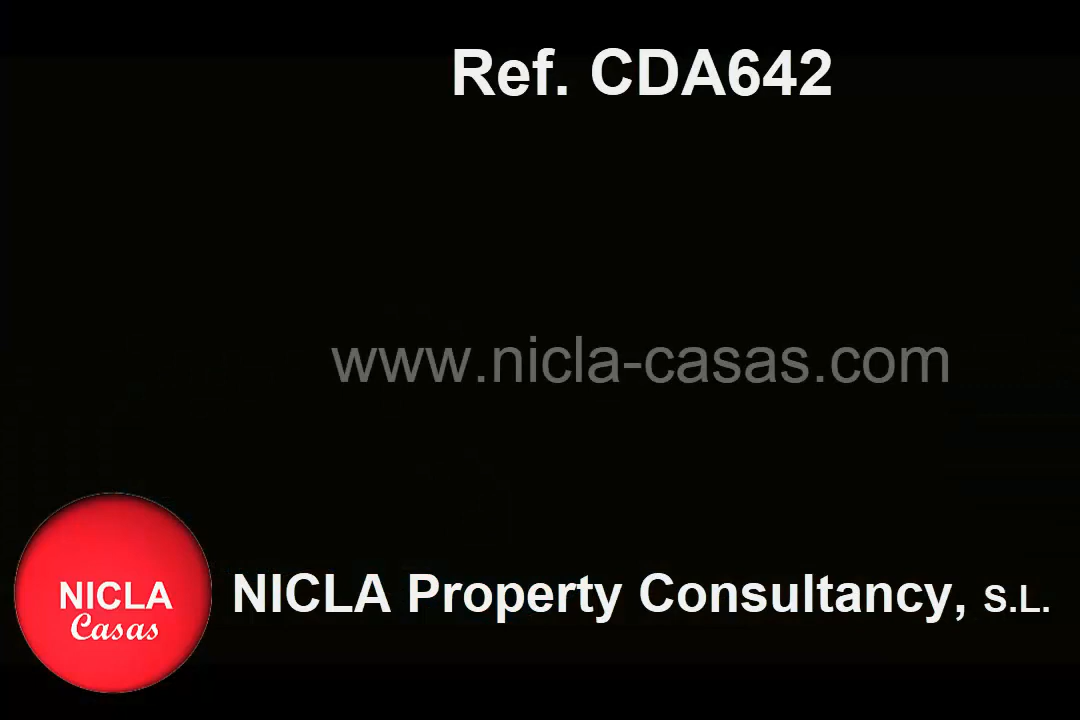 Ref. CDA642
www.nicla-casas.com
NICLA
Casas
NICLA Property Consultancy, S.L.